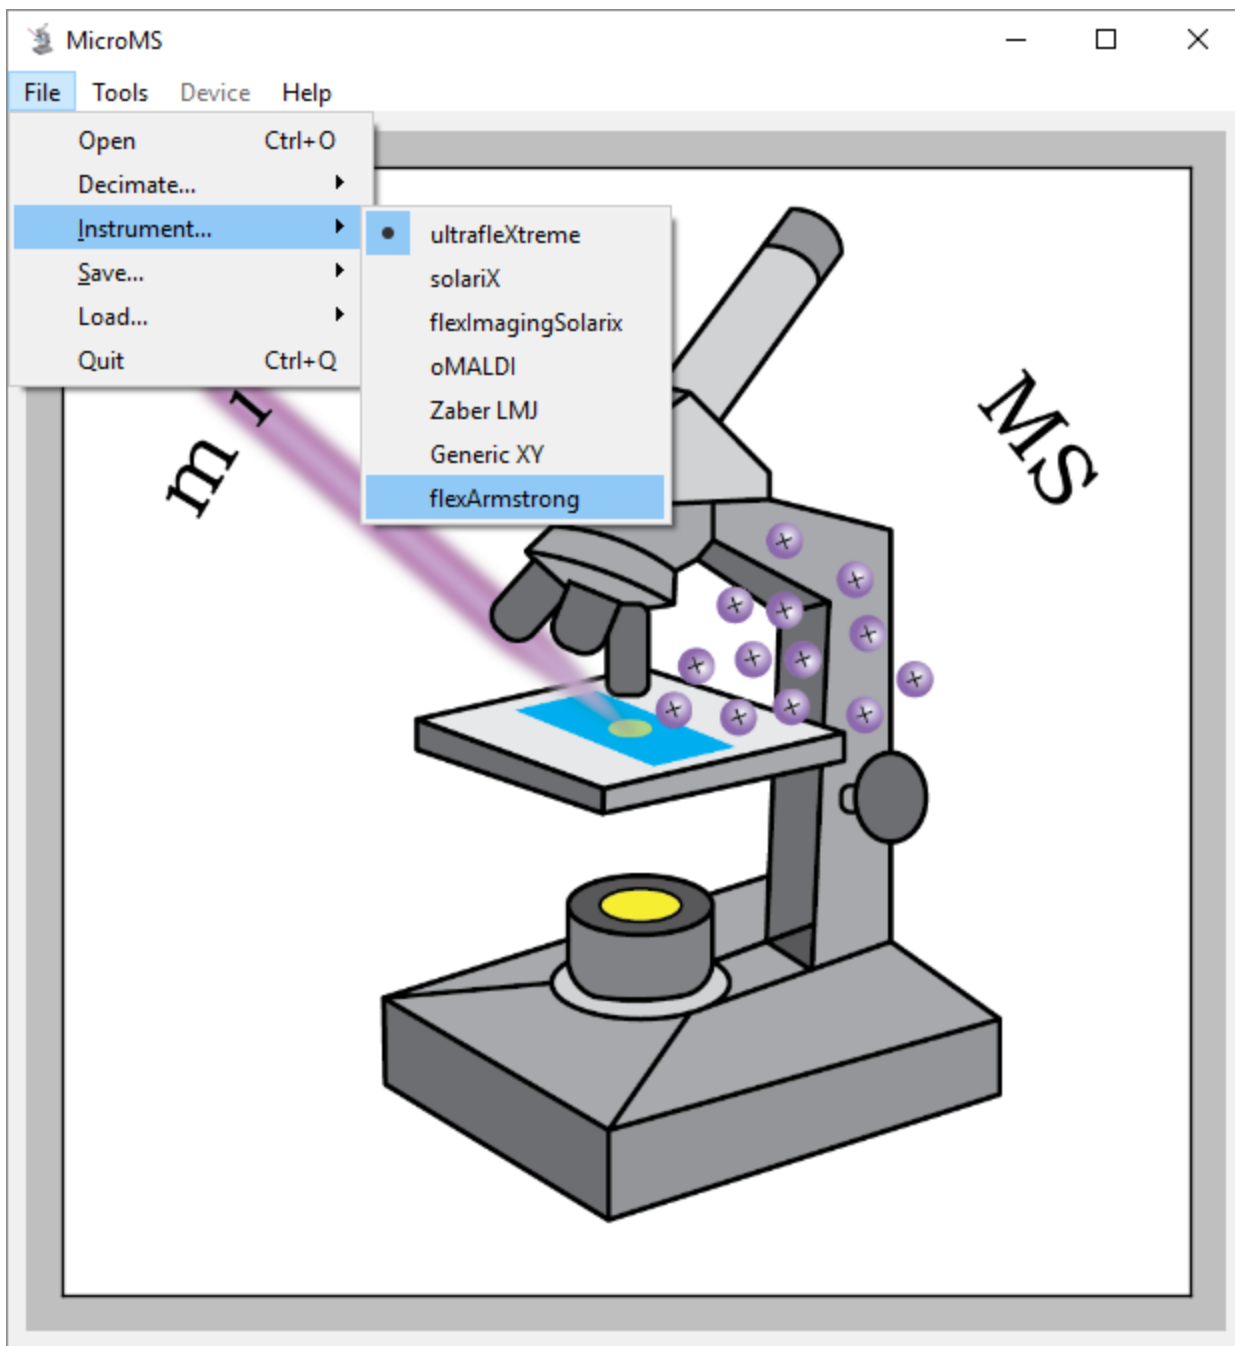 MicroMS
File Tools Device Help
Open Ctrl+O
Decimate...
Instrument...
Save...
Load...
Quit Ctrl+Q
ultrafleXtreme
solariX
flexImagingSolarix
oMALDI
Zaber LMJ
Generic XY
flexArmstrong
m i
MS